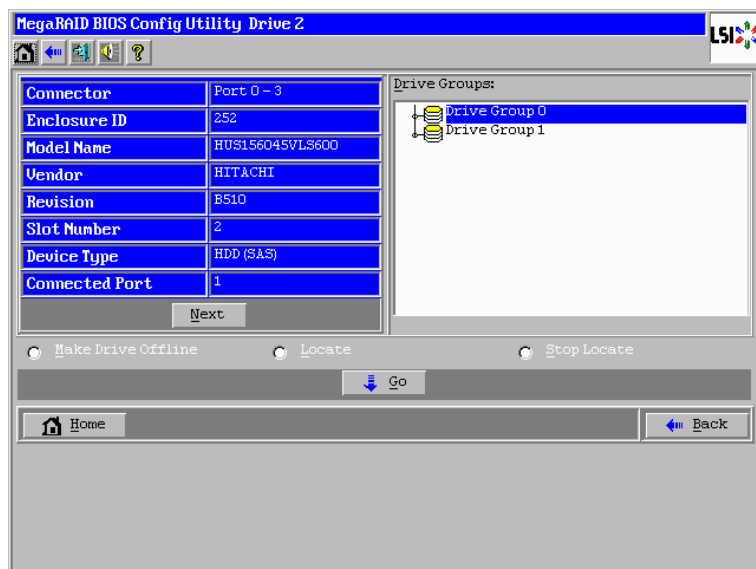 MegaRAID BIOS Config Utility Drive 2
LSI
Connector Port 0 - 3
Enclosure ID 252
Model Name HUS156045VLS600
Vendor HITACHI
Revision B510
Slot Number 2
Device Type HDD (SAS)
Connected Port 1
Next
Drive Groups:
Drive Group 0
Drive Group 1
Make Drive Offline Locate Stop Locate
Go
Home Back